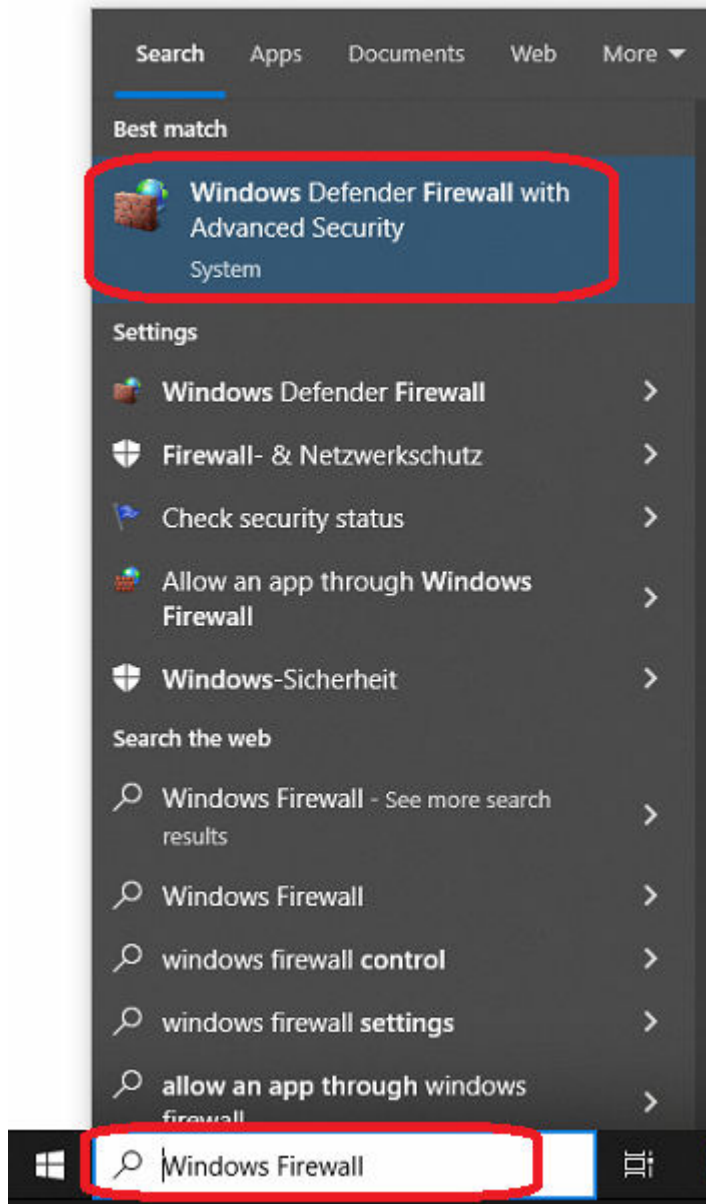 Search Apps Documents Web More
Best match
Windows Defender Firewall with
Advanced Security
System
Settings
Windows Defender Firewall
Firewall- & Netzwerkschutz
Check security status
Allow an app through Windows
Firewall
Windows-Sicherheit
Search the web
Windows Firewall - See more search
results
Windows Firewall
windows firewall control
windows firewall settings
allow an app through windows
firewall
Windows Firewall